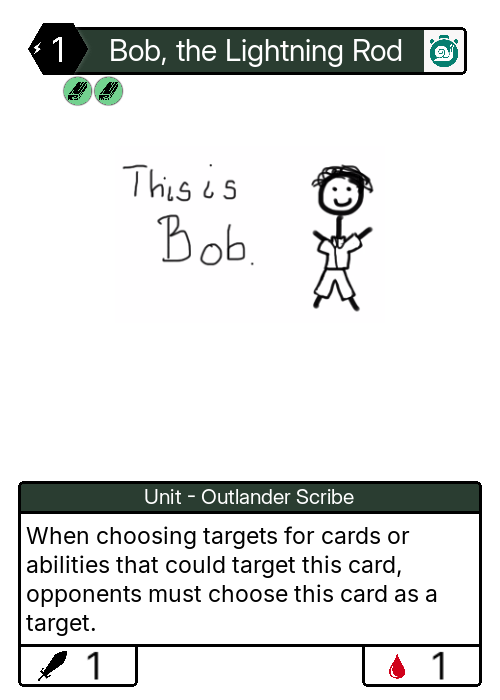 1 Bob, the Lightning Rod
This is
Bob.
Unit - Outlander Scribe
When choosing targets for cards or
abilities that could target this card,
opponents must choose this card as a
target.
1 1